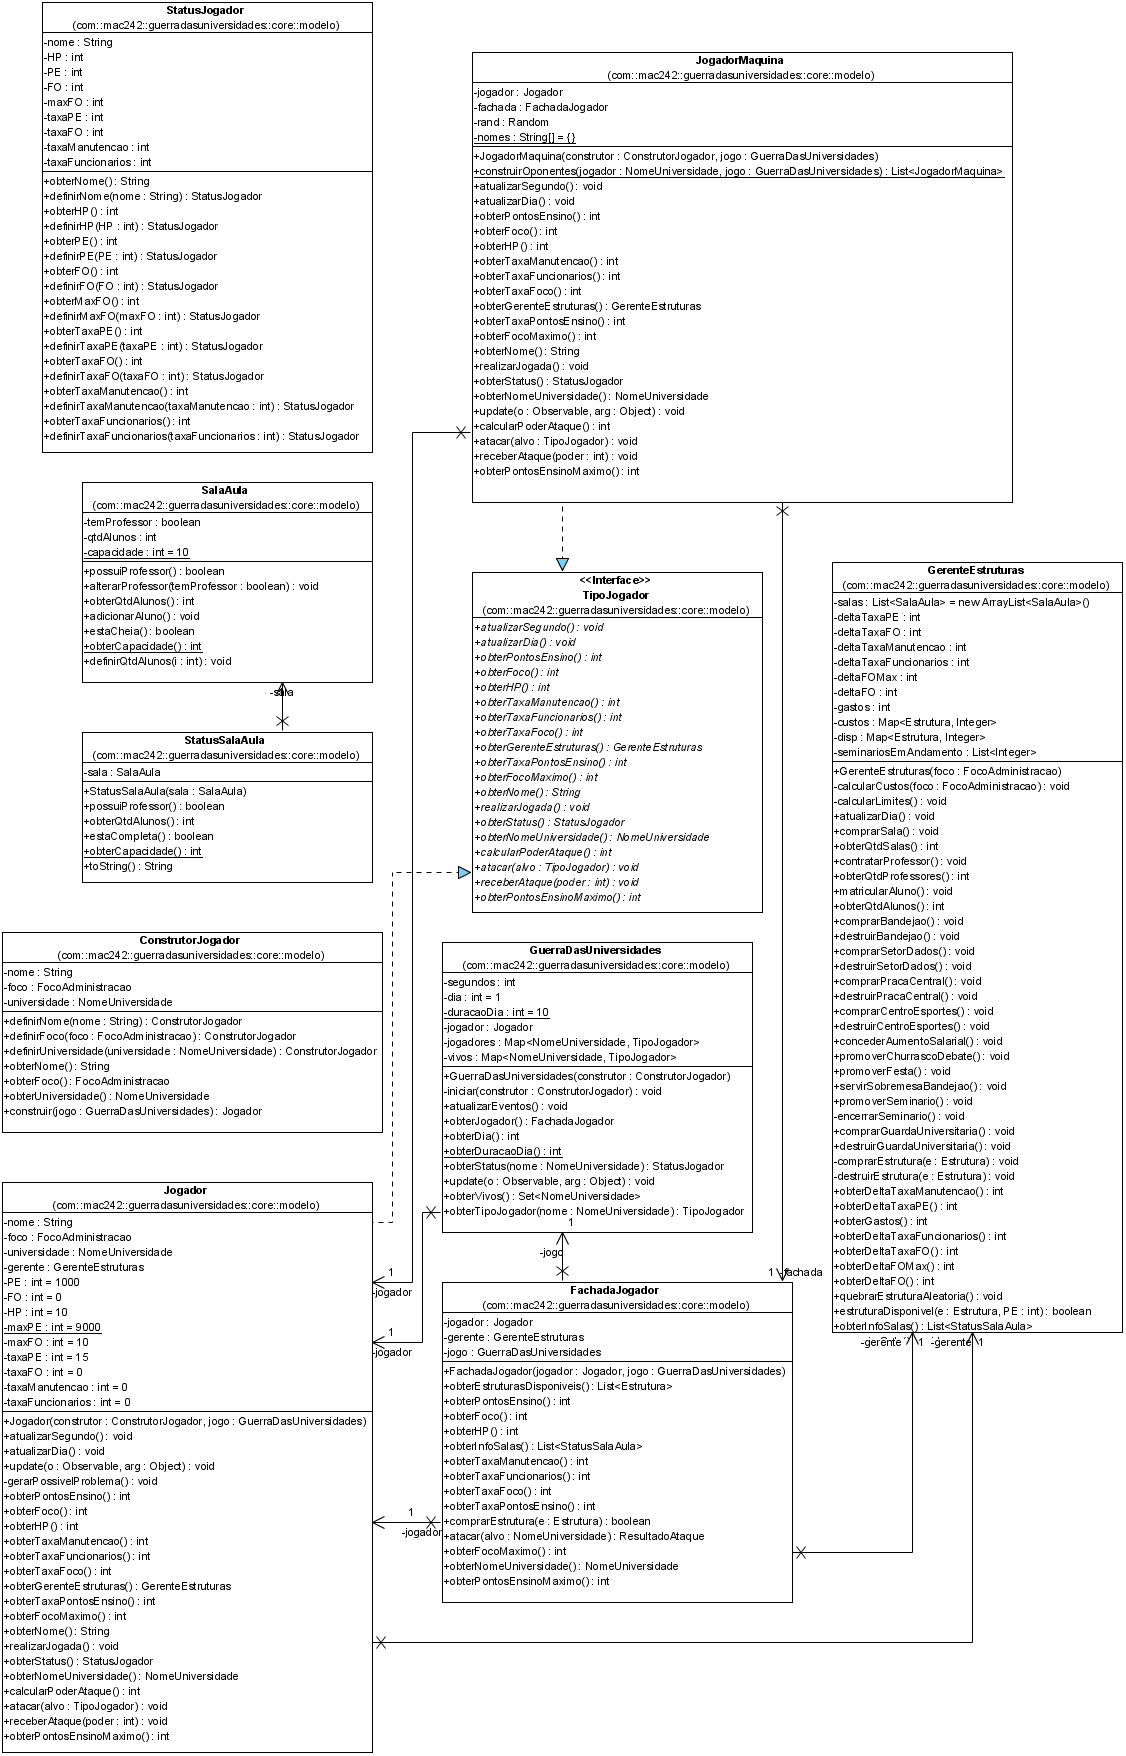 StatusJogador
(com::mac242::guerradasuniversidades::core::modelo)
-nome : String
-HP : int
-PE : int
-FO : int
-maxFO : int
-taxaPE : int
-taxaFO : int
-taxaManutencao : int
-taxaFuncionarios : int
+obterNome() : String
+definirNome(nome : String) : StatusJogador
+obterHP() : int
+definirHP(HP : int) : StatusJogador
+obterPE() : int
+definirPE(PE : int) : StatusJogador
+obterFO() : int
+definirFO(FO : int) : StatusJogador
+obterMaxFO() : int
+definirMaxFO(maxFO : int) : StatusJogador
+obterTaxaPE() : int
+definirTaxaPE(taxaPE : int) : StatusJogador
+obterTaxaFO() : int
+definirTaxaFO(taxaFO : int) : StatusJogador
+obterTaxaManutencao() : int
+definirTaxaManutencao(taxaManutencao : int) : StatusJogador
+obterTaxaFuncionarios() : int
+definirTaxaFuncionarios(taxaFuncionarios : int) : StatusJogador
JogadorMaquina
(com::mac242::guerradasuniversidades::core::modelo)
-jogador : Jogador
-fachada : FachadaJogador
-rand : Random
-nomes : String[] = {}
+JogadorMaquina(construtor : ConstrutorJogador, jogo : GuerraDasUniversidades)
+construirOponentes(jogador : NomeUniversidade, jogo : GuerraDasUniversidades) : List<JogadorMaquina>
+atualizarSegundo() : void
+atualizarDia() : void
+obterPontosEnsino() : int
+obterFoco() : int
+obterHP() : int
+obterTaxaManutencao() : int
+obterTaxaFuncionarios() : int
+obterTaxaFoco() : int
+obterGerenteEstruturas() : GerenteEstruturas
+obterTaxaPontosEnsino() : int
+obterFocoMaximo() : int
+obterNome() : String
+realizarJogada() : void
+obterStatus() : StatusJogador
+obterNomeUniversidade() : NomeUniversidade
+update(o : Observable, arg : Object) : void
+calcularPoderAtaque() : int
+atacar(alvo : TipoJogador) : void
+receberAtaque(poder : int) : void
+obterPontosEnsinoMaximo() : int
SalaAula
(com::mac242::guerradasuniversidades::core::modelo)
-temProfessor : boolean
-qtdAlunos : int
-capacidade : int = 10
+possuiProfessor() : boolean
+alterarProfessor(temProfessor : boolean) : void
+obterQtdAlunos() : int
+adicionarAluno() : void
+estaCheia() : boolean
+obterCapacidade() : int
+definirQtdAlunos(i : int) : void
-sala
StatusSalaAula
(com::mac242::guerradasuniversidades::core::modelo)
-sala : SalaAula
+StatusSalaAula(sala : SalaAula)
+possuiProfessor() : boolean
+obterQtdAlunos() : int
+estaCompleta() : boolean
+obterCapacidade() : int
+toString() : String
<<Interface>>
TipoJogador
(com::mac242::guerradasuniversidades::core::modelo)
+atualizarSegundo() : void
+atualizarDia() : void
+obterPontosEnsino() : int
+obterFoco() : int
+obterHP() : int
+obterTaxaManutencao() : int
+obterTaxaFuncionarios() : int
+obterTaxaFoco() : int
+obterGerenteEstruturas() : GerenteEstruturas
+obterTaxaPontosEnsino() : int
+obterFocoMaximo() : int
+obterNome() : String
+realizarJogada() : void
+obterStatus() : StatusJogador
+obterNomeUniversidade() : NomeUniversidade
+calcularPoderAtaque() : int
+atacar(alvo : TipoJogador) : void
+receberAtaque(poder : int) : void
+obterPontosEnsinoMaximo() : int
GerenteEstruturas
(com::mac242::guerradasuniversidades::core::modelo)
-salas : List<SalaAula> = new ArrayList<SalaAula>()
-deltaTaxaPE : int
-deltaTaxaFO : int
-deltaTaxaManutencao : int
-deltaTaxaFuncionarios : int
-deltaFOMax : int
-deltaFO : int
-gastos : int
-custos : Map<Estrutura, Integer>
-disp : Map<Estrutura, Integer>
-seminariosEmAndamento : List<Integer>
+GerenteEstruturas(foco : FocoAdministracao)
-calcularCustos(foco : FocoAdministracao) : void
-calcularLimites() : void
+atualizarDia() : void
+comprarSala() : void
+obterQtdSalas() : int
+contratarProfessor() : void
+obterQtdProfessores() : int
+matricularAluno() : void
+obterQtdAlunos() : int
+comprarBandejao() : void
+destruirBandejao() : void
+comprarSetorDados() : void
+destruirSetorDados() : void
+comprarPracaCentral() : void
+destruirPracaCentral() : void
+comprarCentroEsportes() : void
+destruirCentroEsportes() : void
+concederAumentoSalarial() : void
+promoverChurrascoDebate() : void
+promoverFesta() : void
+servirSobremesaBandejao() : void
+promoverSeminario() : void
-encerrarSeminario() : void
+comprarGuardaUniversitaria() : void
+destruirGuardaUniversitaria() : void
-comprarEstrutura(e : Estrutura) : void
-destruirEstrutura(e : Estrutura) : void
+obterDeltaTaxaManutencao() : int
+obterDeltaTaxaPE() : int
+obterGastos() : int
+obterDeltaTaxaFuncionarios() : int
+obterDeltaTaxaFO() : int
+obterDeltaFOMax() : int
+obterDeltaFO() : int
+quebrarEstruturaAleatoria() : void
+estruturaDisponivel(e : Estrutura, PE : int) : boolean
+obterInfoSalas() : List<StatusSalaAula>
-gerente 1 -gerente 1
ConstrutorJogador
(com::mac242::guerradasuniversidades::core::modelo)
-nome : String
-foco : FocoAdministracao
-universidade : NomeUniversidade
+definirNome(nome : String) : ConstrutorJogador
+definirFoco(foco : FocoAdministracao) : ConstrutorJogador
+definirUniversidade(universidade : NomeUniversidade) : ConstrutorJogador
+obterNome() : String
+obterFoco() : FocoAdministracao
+obterUniversidade() : NomeUniversidade
+construir(jogo : GuerraDasUniversidades) : Jogador
GuerraDasUniversidades
(com::mac242::guerradasuniversidades::core::modelo)
-segundos : int
-dia : int = 1
-duracaoDia : int = 10
-jogador : Jogador
-jogadores : Map<NomeUniversidade, TipoJogador>
-vivos : Map<NomeUniversidade, TipoJogador>
+GuerraDasUniversidades(construtor : ConstrutorJogador)
-iniciar(construtor : ConstrutorJogador) : void
+atualizarEventos() : void
+obterJogador() : FachadaJogador
+obterDia() : int
+obterDuracaoDia() : int
+obterStatus(nome : NomeUniversidade) : StatusJogador
+update(o : Observable, arg : Object) : void
+obterVivos() : Set<NomeUniversidade>
+obterTipoJogador(nome : NomeUniversidade) : TipoJogador
1
-jogo
1 -fachada
Jogador
(com::mac242::guerradasuniversidades::core::modelo)
-nome : String
-foco : FocoAdministracao
-universidade : NomeUniversidade
-gerente : GerenteEstruturas
-PE : int = 1000
-FO : int = 0
-HP : int = 10
-maxPE : int = 9000
-maxFO : int = 10
-taxaPE : int = 15
-taxaFO : int = 0
-taxaManutencao : int = 0
-taxaFuncionarios : int = 0
+Jogador(construtor : ConstrutorJogador, jogo : GuerraDasUniversidades)
+atualizarSegundo() : void
+atualizarDia() : void
+update(o : Observable, arg : Object) : void
-gerarPossivelProblema() : void
+obterPontosEnsino() : int
+obterFoco() : int
+obterHP() : int
+obterTaxaManutencao() : int
+obterTaxaFuncionarios() : int
+obterTaxaFoco() : int
+obterGerenteEstruturas() : GerenteEstruturas
+obterTaxaPontosEnsino() : int
+obterFocoMaximo() : int
+obterNome() : String
+realizarJogada() : void
+obterStatus() : StatusJogador
+obterNomeUniversidade() : NomeUniversidade
+calcularPoderAtaque() : int
+atacar(alvo : TipoJogador) : void
+receberAtaque(poder : int) : void
+obterPontosEnsinoMaximo() : int
1
-jogador
1
-jogador
1
-jogador
FachadaJogador
(com::mac242::guerradasuniversidades::core::modelo)
-jogador : Jogador
-gerente : GerenteEstruturas
-jogo : GuerraDasUniversidades
+FachadaJogador(jogador : Jogador, jogo : GuerraDasUniversidades)
+obterEstruturasDisponiveis() : List<Estrutura>
+obterPontosEnsino() : int
+obterFoco() : int
+obterHP() : int
+obterInfoSalas() : List<StatusSalaAula>
+obterTaxaManutencao() : int
+obterTaxaFuncionarios() : int
+obterTaxaFoco() : int
+obterTaxaPontosEnsino() : int
+comprarEstrutura(e : Estrutura) : boolean
+atacar(alvo : NomeUniversidade) : ResultadoAtaque
+obterFocoMaximo() : int
+obterNomeUniversidade() : NomeUniversidade
+obterPontosEnsinoMaximo() : int